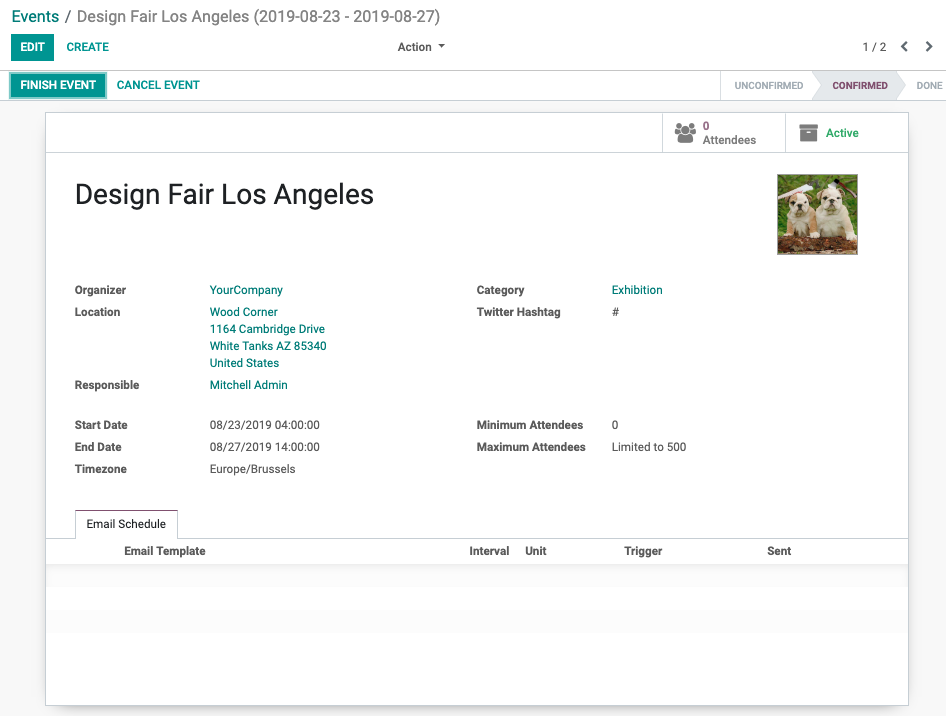 Events / Design Fair Los Angeles (2019-08-23 - 2019-08-27)
EDIT CREATE Action 1 / 2
FINISH EVENT CANCEL EVENT UNCONFIRMED CONFIRMED DONE
0
Attendees
Active
Design Fair Los Angeles
Organizer YourCompany Category Exhibition
Location Wood Corner Twitter Hashtag #
1164 Cambridge Drive
White Tanks AZ 85340
United States
Responsible Mitchell Admin
Start Date 08/23/2019 04:00:00 Minimum Attendees 0
End Date 08/27/2019 14:00:00 Maximum Attendees Limited to 500
Timezone Europe/Brussels
Email Schedule
Email Template Interval Unit Trigger Sent